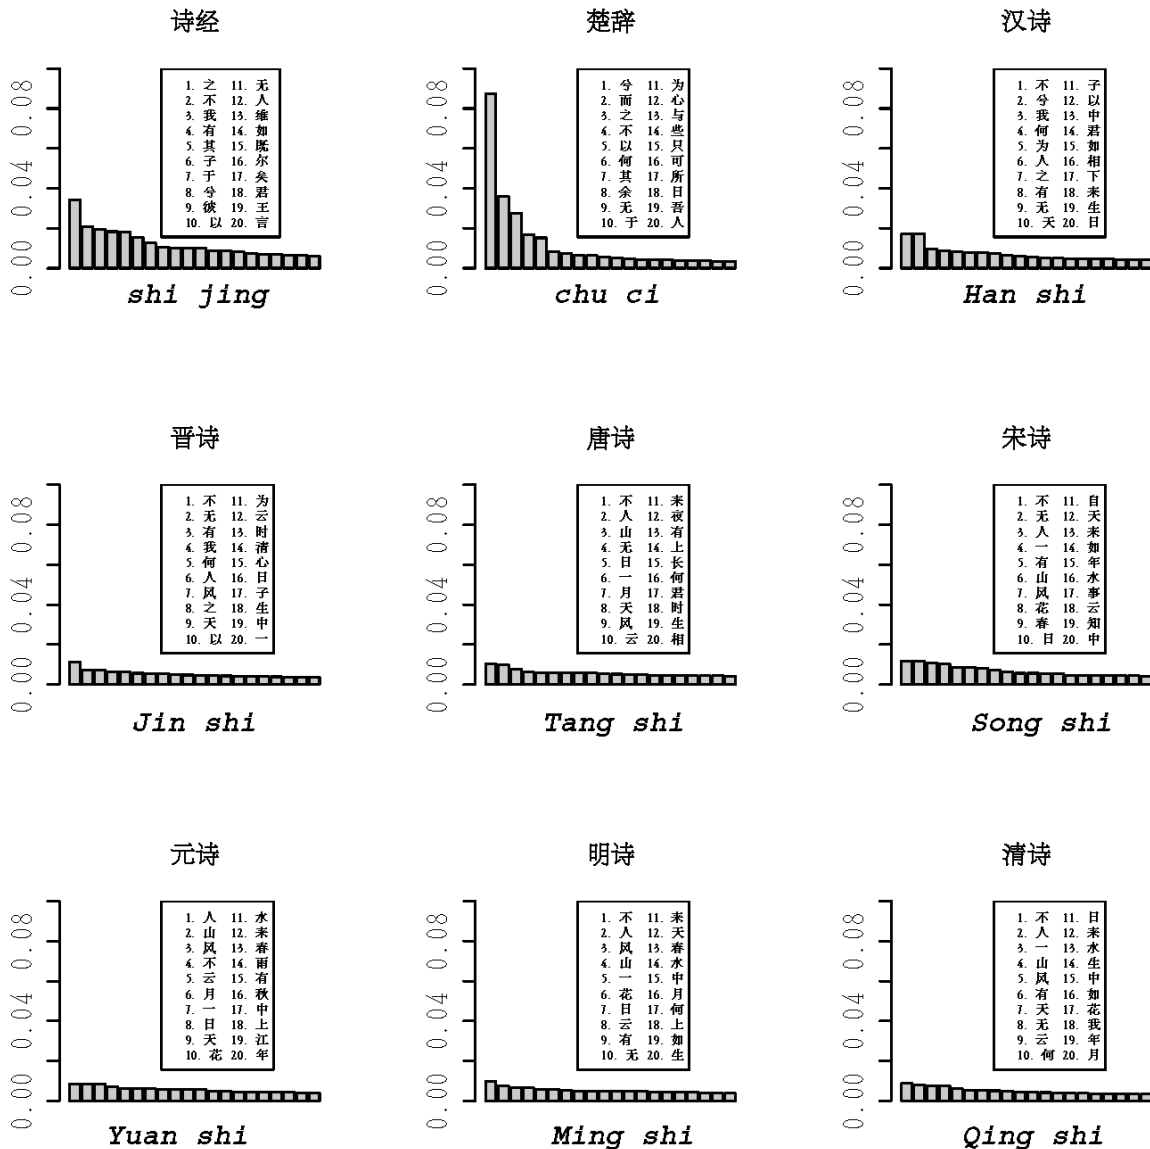 诗经
0.08
0.04
0.00
1. 之 11. 无
2. 不 12. 人
3. 我 13. 维
4. 有 14. 如
5. 其 15. 既
6. 子 16. 尔
7. 于 17. 矣
8. 兮 18. 君
9. 彼 19. 王
10. 以 20. 言
shi jing
楚辞
0.08
0.04
0.00
1. 兮 11. 为
2. 而 12. 心
3. 之 13. 与
4. 不 14. 些
5. 以 15. 只
6. 何 16. 可
7. 其 17. 所
8. 余 18. 日
9. 无 19. 吾
10. 于 20. 人
chu ci
汉诗
0.08
0.04
0.00
1. 不 11. 子
2. 兮 12. 以
3. 我 13. 中
4. 何 14. 君
5. 为 15. 如
6. 人 16. 相
7. 之 17. 下
8. 有 18. 来
9. 无 19. 生
10. 天 20. 日
Han shi
晋诗
0.08
0.04
0.00
1. 不 11. 为
2. 无 12. 云
3. 有 13. 时
4. 我 14. 清
5. 何 15. 心
6. 人 16. 日
7. 风 17. 子
8. 之 18. 生
9. 天 19. 中
10. 以 20. 一
Jin shi
唐诗
0.08
0.04
0.00
1. 不 11. 来
2. 人 12. 夜
3. 山 13. 有
4. 无 14. 上
5. 日 15. 长
6. 一 16. 何
7. 月 17. 君
8. 天 18. 时
9. 风 19. 生
10. 云 20. 相
Tang shi
宋诗
0.08
0.04
0.00
1. 不 11. 自
2. 无 12. 天
3. 人 13. 来
4. 一 14. 如
5. 有 15. 年
6. 山 16. 水
7. 风 17. 事
8. 花 18. 云
9. 春 19. 知
10. 日 20. 中
Song shi
元诗
0.08
0.04
0.00
1. 人 11. 水
2. 山 12. 来
3. 风 13. 春
4. 不 14. 雨
5. 云 15. 有
6. 月 16. 秋
7. 一 17. 中
8. 日 18. 上
9. 天 19. 江
10. 花 20. 年
Yuan shi
明诗
0.08
0.04
0.00
1. 不 11. 来
2. 人 12. 天
3. 风 13. 春
4. 山 14. 水
5. 一 15. 中
6. 花 16. 月
7. 日 17. 何
8. 云 18. 上
9. 有 19. 如
10. 无 20. 生
Ming shi
清诗
0.08
0.04
0.00
1. 不 11. 日
2. 人 12. 来
3. 一 13. 水
4. 山 14. 生
5. 风 15. 中
6. 有 16. 如
7. 天 17. 花
8. 无 18. 我
9. 云 19. 年
10. 何 20. 月
Qing shi